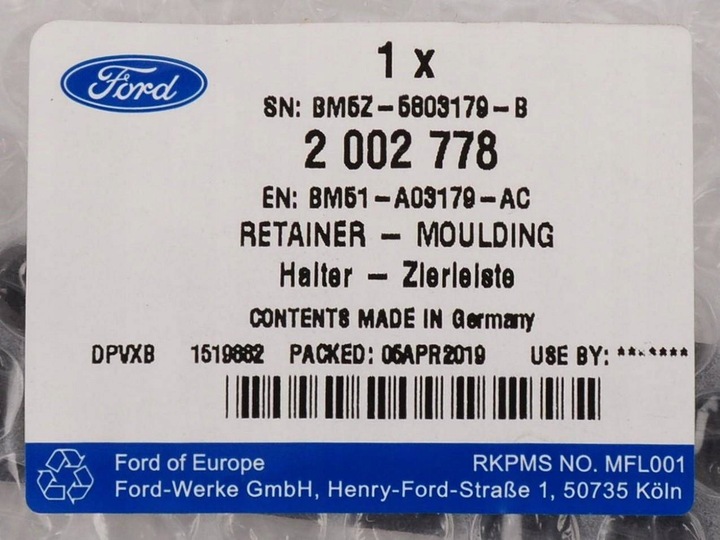 Ford
1 x
SN: BM5Z-5803179-B
2 002 778
EN: BM51-A03179-AC
RETAINER - MOULDING
Halter - Zierleiste
CONTENTS MADE IN Germany
DPVXB 1519882 PACKED: 05APR2019 USE BY: *******
Ford of Europe RKPMS NO. MFL001
Ford-Werke GmbH, Henry-Ford-Straße 1, 50735 Köln